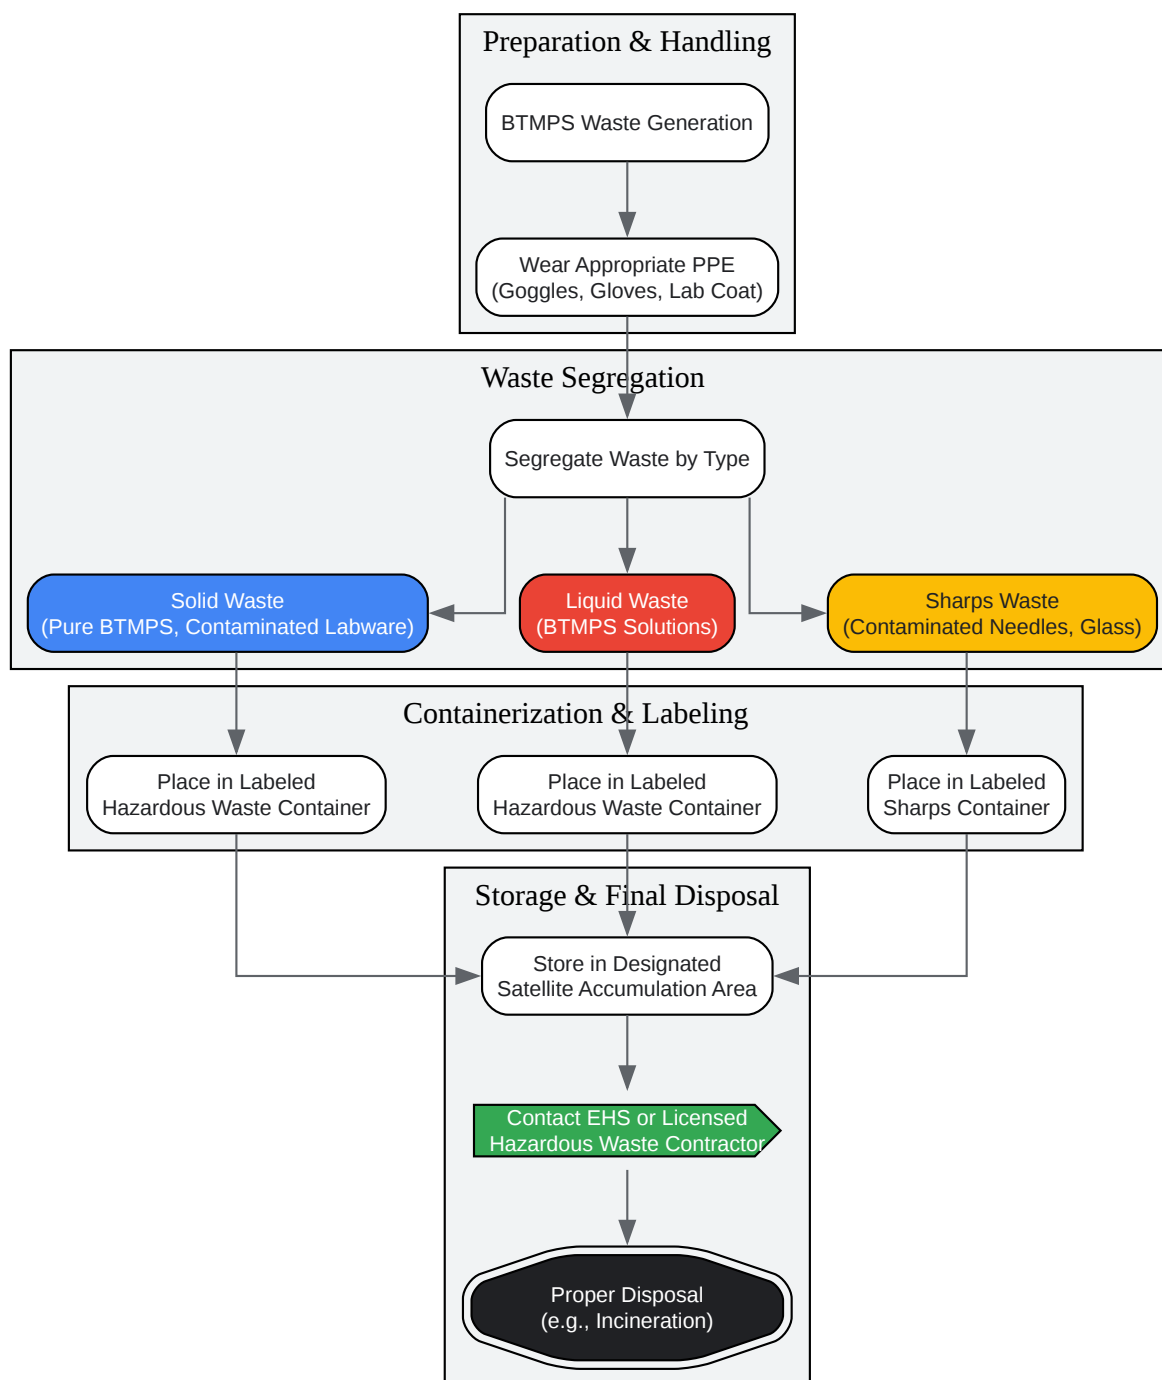 Preparation & Handling
BTMPS Waste Generation
Wear Appropriate PPE
(Goggles, Gloves, Lab Coat)
Waste Segregation
Segregate Waste by Type
Solid Waste
(Pure BTMPS, Contaminated Labware)
Liquid Waste
(BTMPS Solutions)
Sharps Waste
(Contaminated Needles, Glass)
Containerization & Labeling
Place in Labeled
Hazardous Waste Container
Place in Labeled
Hazardous Waste Container
Place in Labeled
Sharps Container
Storage & Final Disposal
Store in Designated
Satellite Accumulation Area
Contact EHS or Licensed
Hazardous Waste Contractor
Proper Disposal
(e.g., Incineration)